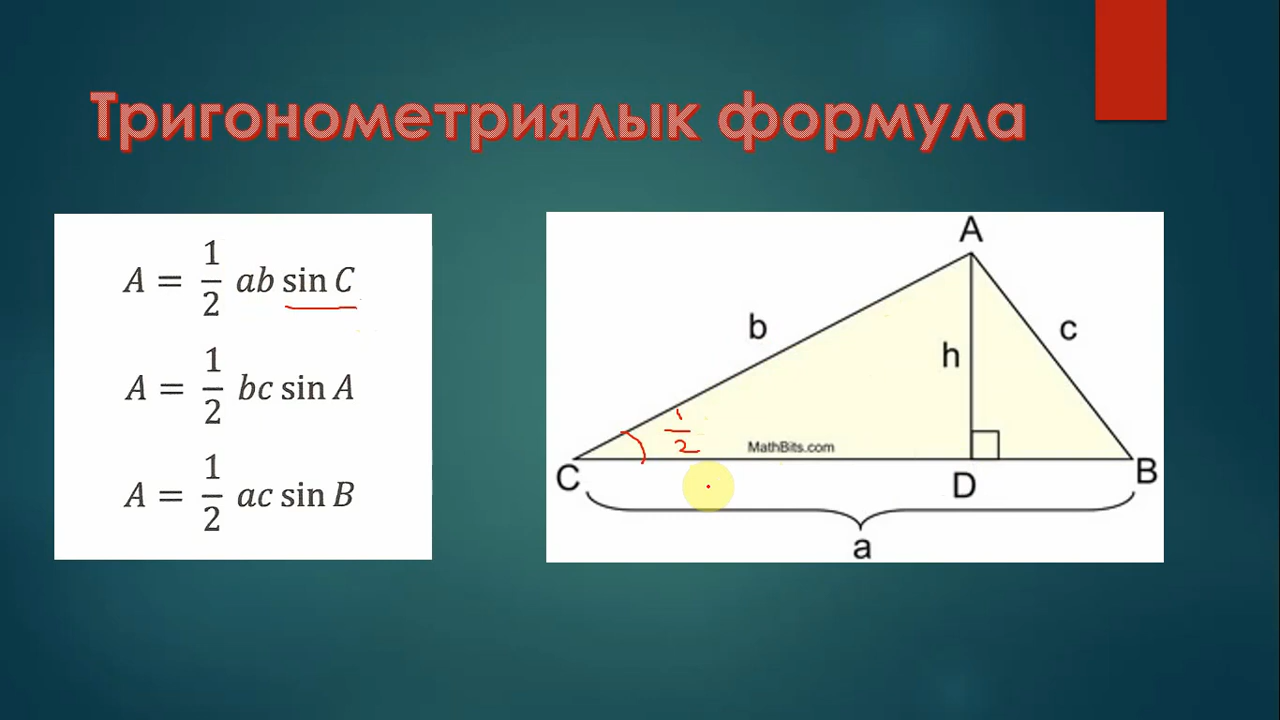 Тригонометриялык формула
A = 1/2 ab sin C
A = 1/2 bc sin A
A = 1/2 ac sin B
A
b
c
h
1/2
MathBits.com
C
D
B
a